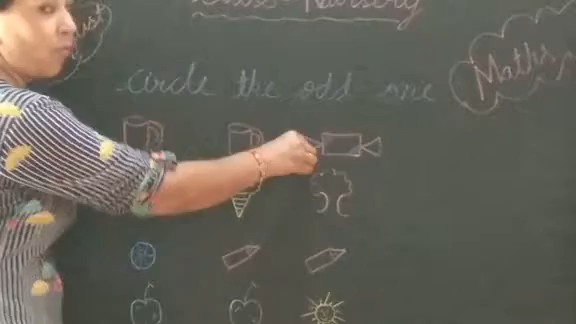 Class-Nursery
Maths
circle the odd one